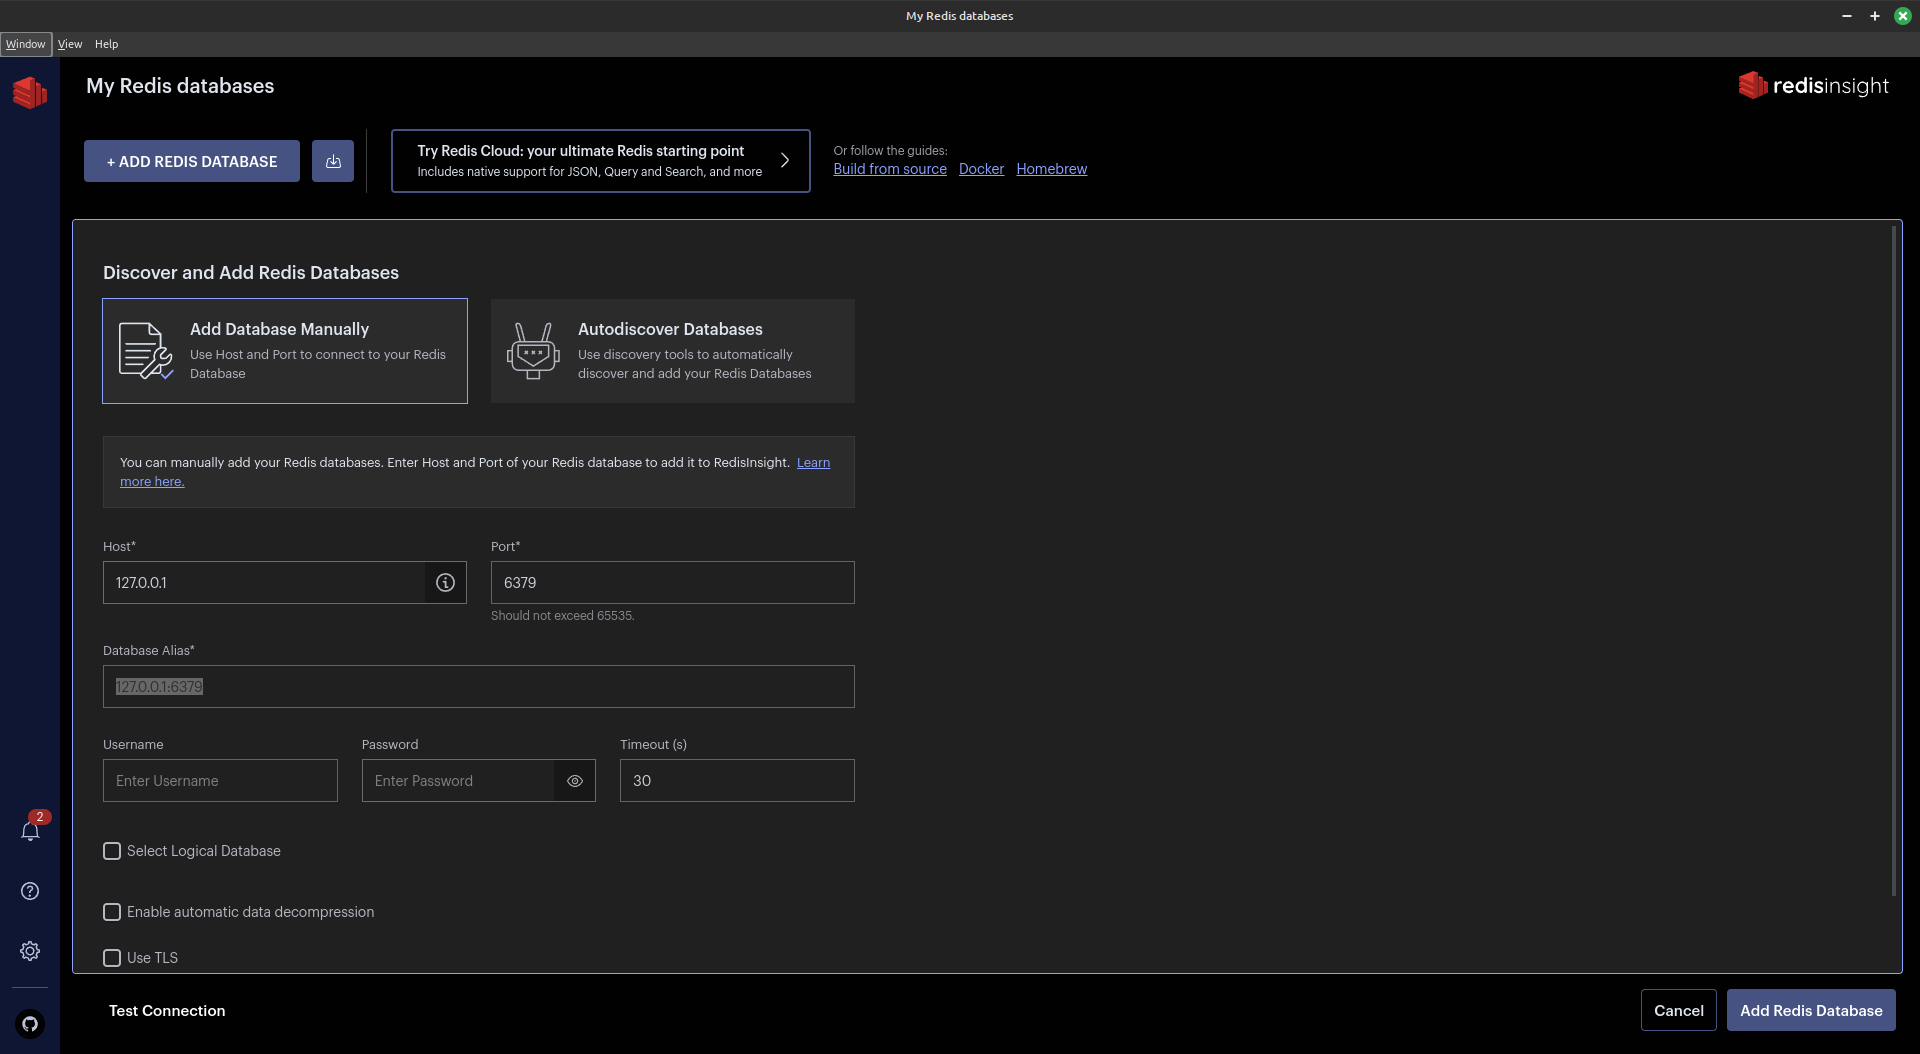 My Redis databases
Window View Help
My Redis databases
redisinsight
+ ADD REDIS DATABASE
Try Redis Cloud: your ultimate Redis starting point
Includes native support for JSON, Query and Search, and more
Or follow the guides:
Build from source Docker Homebrew
Discover and Add Redis Databases
Add Database Manually
Use Host and Port to connect to your Redis
Database
Autodiscover Databases
Use discovery tools to automatically
discover and add your Redis Databases
You can manually add your Redis databases. Enter Host and Port of your Redis database to add it to RedisInsight. Learn
more here.
Host* Port*
127.0.0.1 6379
Should not exceed 65535.
Database Alias*
127.0.0.1:6379
Username Password Timeout (s)
Enter Username Enter Password 30
2
Select Logical Database
Enable automatic data decompression
Use TLS
Test Connection Cancel Add Redis Database